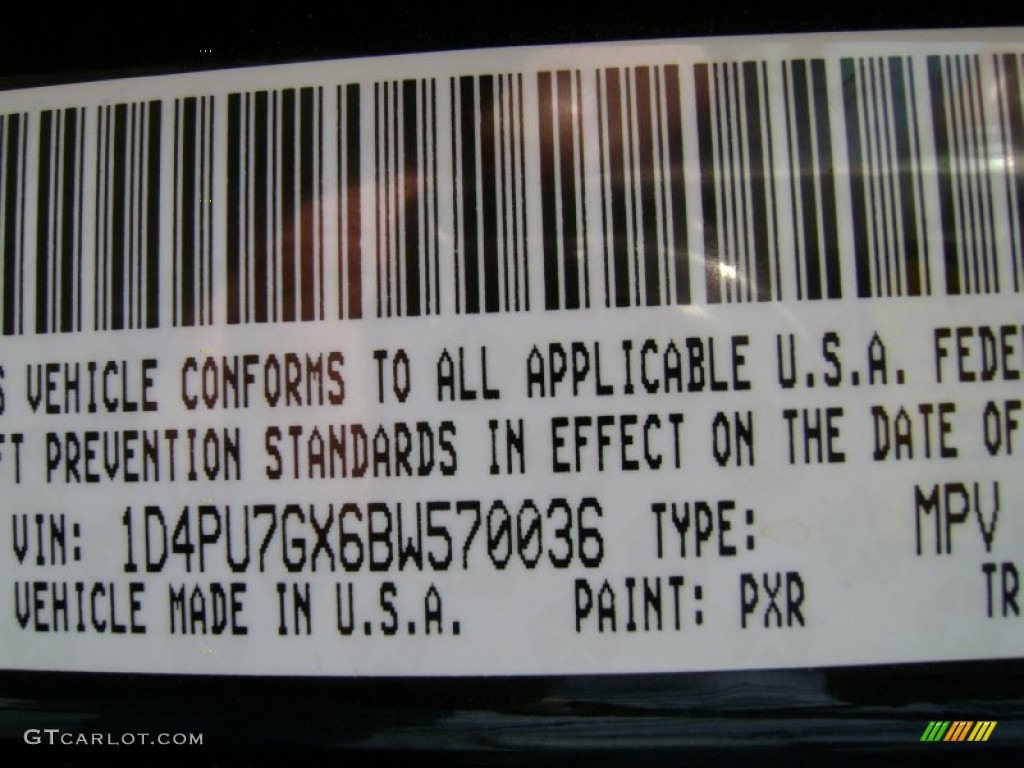 VEHICLE CONFORMS TO ALL APPLICABLE U.S.A. FEDE
FT PREVENTION STANDARDS IN EFFECT ON THE DATE OF
VIN: 1D4PU7GX6BW570036 TYPE: MPV
VEHICLE MADE IN U.S.A. PAINT: PXR TR
GTCARLOT.COM